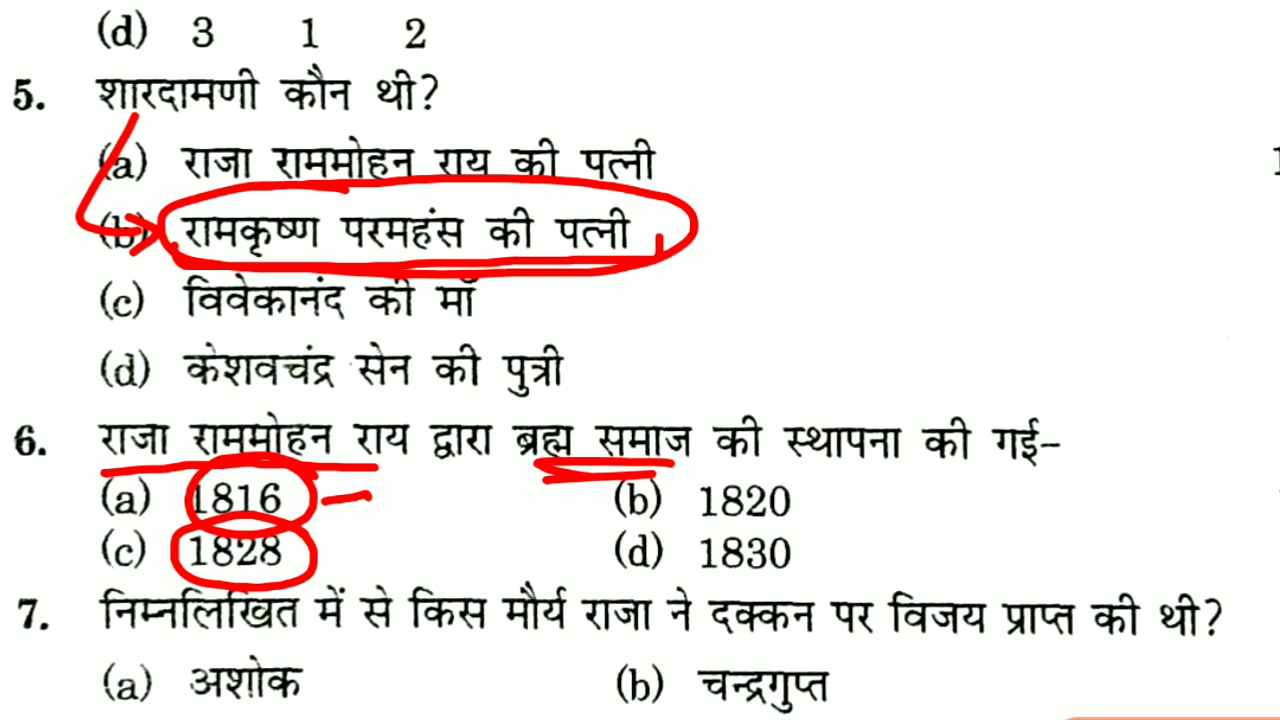 (d) 3 1 2
5. शारदामणी कौन थी?
(a) राजा राममोहन राय की पत्नी
(b) रामकृष्ण परमहंस की पत्नी
(c) विवेकानंद की माँ
(d) केशवचंद्र सेन की पुत्री
6. राजा राममोहन राय द्वारा ब्रह्म समाज की स्थापना की गई-
(a) 1816 (b) 1820
(c) 1828 (d) 1830
7. निम्नलिखित में से किस मौर्य राजा ने दक्कन पर विजय प्राप्त की थी?
(a) अशोक (b) चन्द्रगुप्त